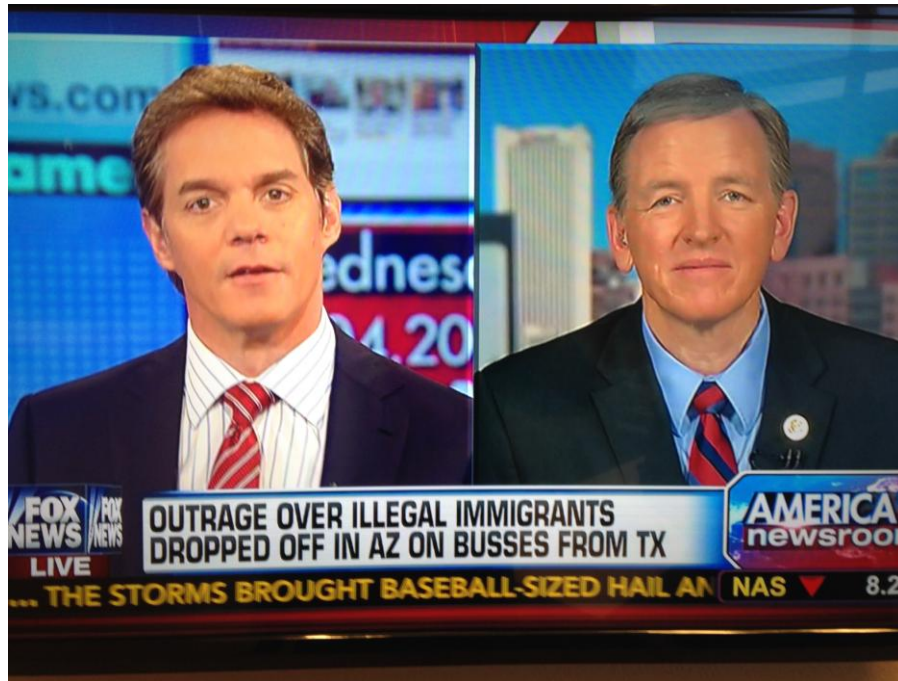 vs.com
ame
ednes
04.20
FOX
NEWS
FOX
NEWS
LIVE
OUTRAGE OVER ILLEGAL IMMIGRANTS
DROPPED OFF IN AZ ON BUSSES FROM TX
AMERICA
newsroo
... THE STORMS BROUGHT BASEBALL-SIZED HAIL AN
NAS ▼ 8.2